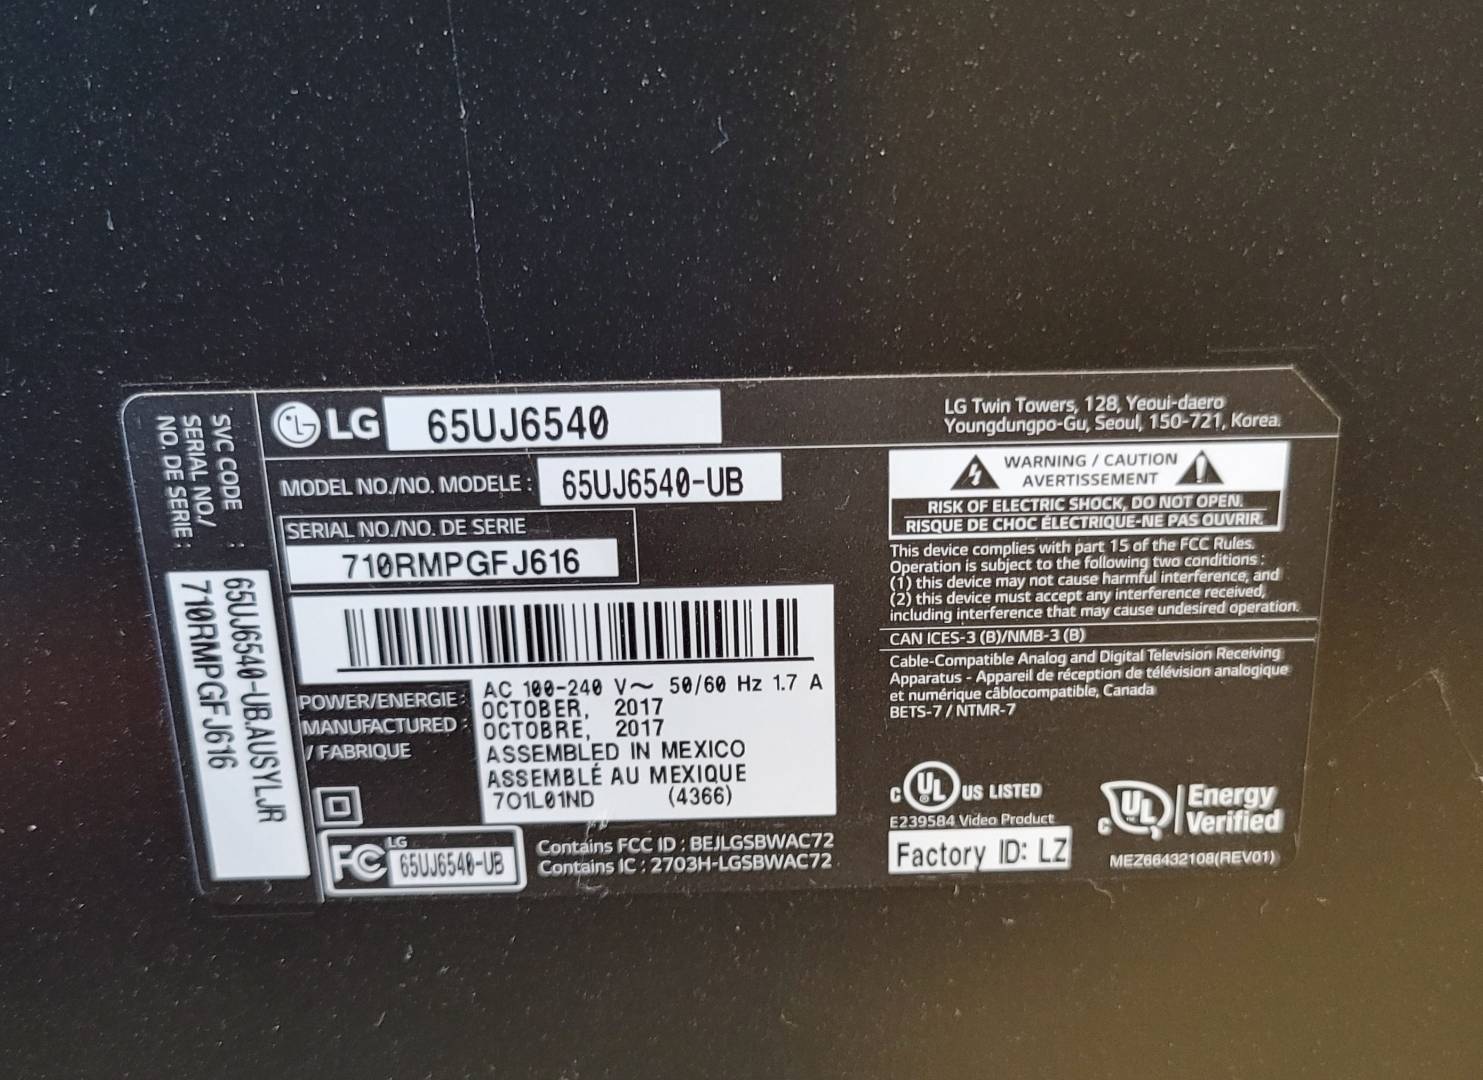 LG 65UJ6540
MODEL NO./NO. MODELE : 65UJ6540-UB
SERIAL NO./NO. DE SERIE
710RMPGFJ616
POWER/ENERGIE : AC 100-240 V~ 50/60 Hz 1.7 A
MANUFACTURED : OCTOBER, 2017
/ FABRIQUE OCTOBRE, 2017
ASSEMBLED IN MEXICO
ASSEMBLÉ AU MEXIQUE
701L01ND (4366)
FC LG
65UJ6540-UB
Contains FCC ID : BEJLGSBWAC72
Contains IC : 2703H-LGSBWAC72
SVC CODE : 65UJ6540-UB.AUSYLJR
SERIAL NO./
NO. DE SERIE : 710RMPGFJ616
LG Twin Towers, 128, Yeoui-daero
Youngdungpo-Gu, Seoul, 150-721, Korea.
WARNING / CAUTION
AVERTISSEMENT
RISK OF ELECTRIC SHOCK, DO NOT OPEN.
RISQUE DE CHOC ÉLECTRIQUE-NE PAS OUVRIR.
This device complies with part 15 of the FCC Rules.
Operation is subject to the following two conditions :
(1) this device may not cause harmful interference, and
(2) this device must accept any interference received,
including interference that may cause undesired operation.
CAN ICES-3 (B)/NMB-3 (B)
Cable-Compatible Analog and Digital Television Receiving
Apparatus - Appareil de réception de télévision analogique
et numérique câblocompatible, Canada
BETS-7 / NTMR-7
C UL ® US LISTED
E239584 Video Product
Factory ID: LZ
C UL Energy
Verified
MEZ66432108(REV01)